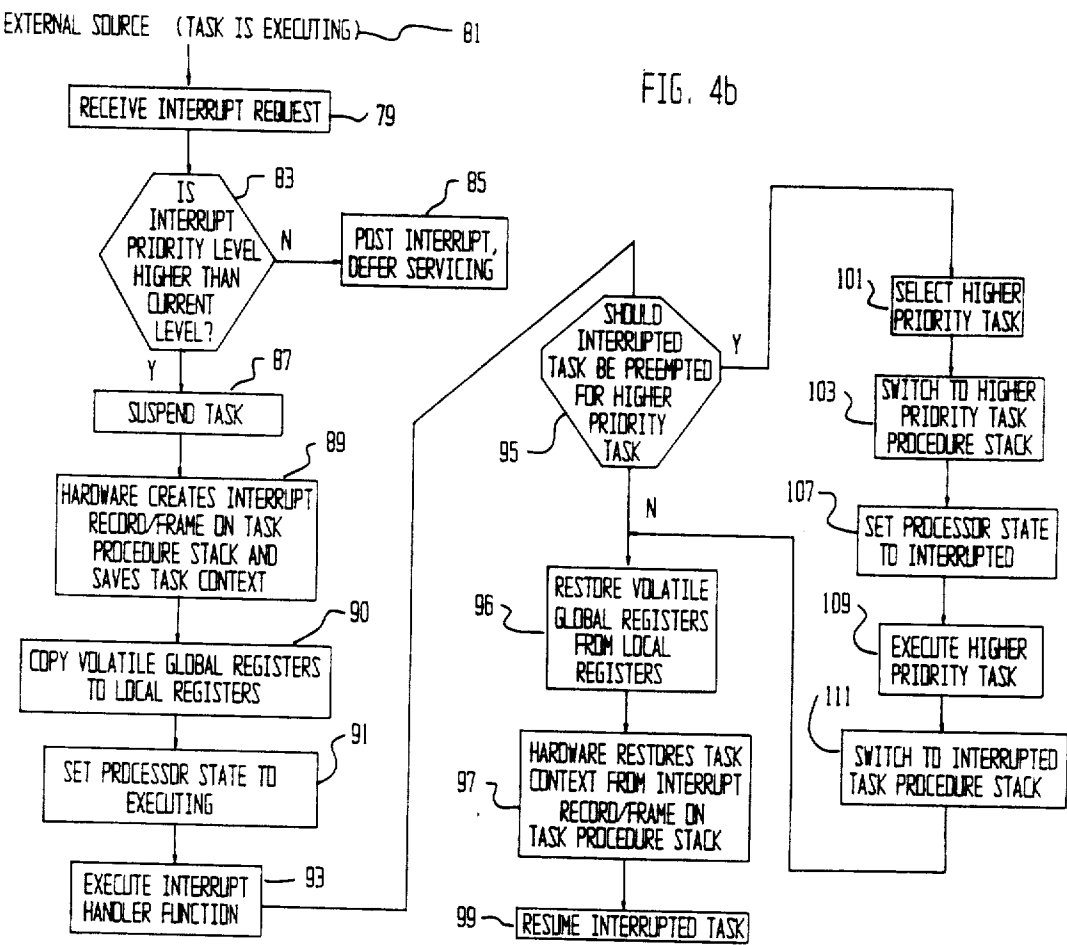 EXTERNAL SOURCE (TASK IS EXECUTING) 81
FIG. 4b
RECEIVE INTERRUPT REQUEST
79
IS
INTERRUPT
PRIORITY LEVEL
HIGHER THAN
CURRENT
LEVEL?
83
N
POST INTERRUPT,
DEFER SERVICING
85
Y
SUSPEND TASK
87
HARDWARE CREATES INTERRUPT
RECORD/FRAME ON TASK
PROCEDURE STACK AND
SAVES TASK CONTEXT
89
COPY VOLATILE GLOBAL REGISTERS
TO LOCAL REGISTERS
90
SET PROCESSOR STATE TO
EXECUTING
91
EXECUTE INTERRUPT
HANDLER FUNCTION
93
SHOULD
INTERRUPTED
TASK BE PREEMPTED
FOR HIGHER
PRIORITY
TASK
95
Y
N
RESTORE VOLATILE
GLOBAL REGISTERS
FROM LOCAL
REGISTERS
96
HARDWARE RESTORES TASK
CONTEXT FROM INTERRUPT
RECORD/FRAME ON
TASK PROCEDURE STACK
97
99
RESUME INTERRUPTED TASK
101
SELECT HIGHER
PRIORITY TASK
103
SWITCH TO HIGHER
PRIORITY TASK
PROCEDURE STACK
107
SET PROCESSOR STATE
TO INTERRUPTED
109
EXECUTE HIGHER
PRIORITY TASK
111
SWITCH TO INTERRUPTED
TASK PROCEDURE STACK